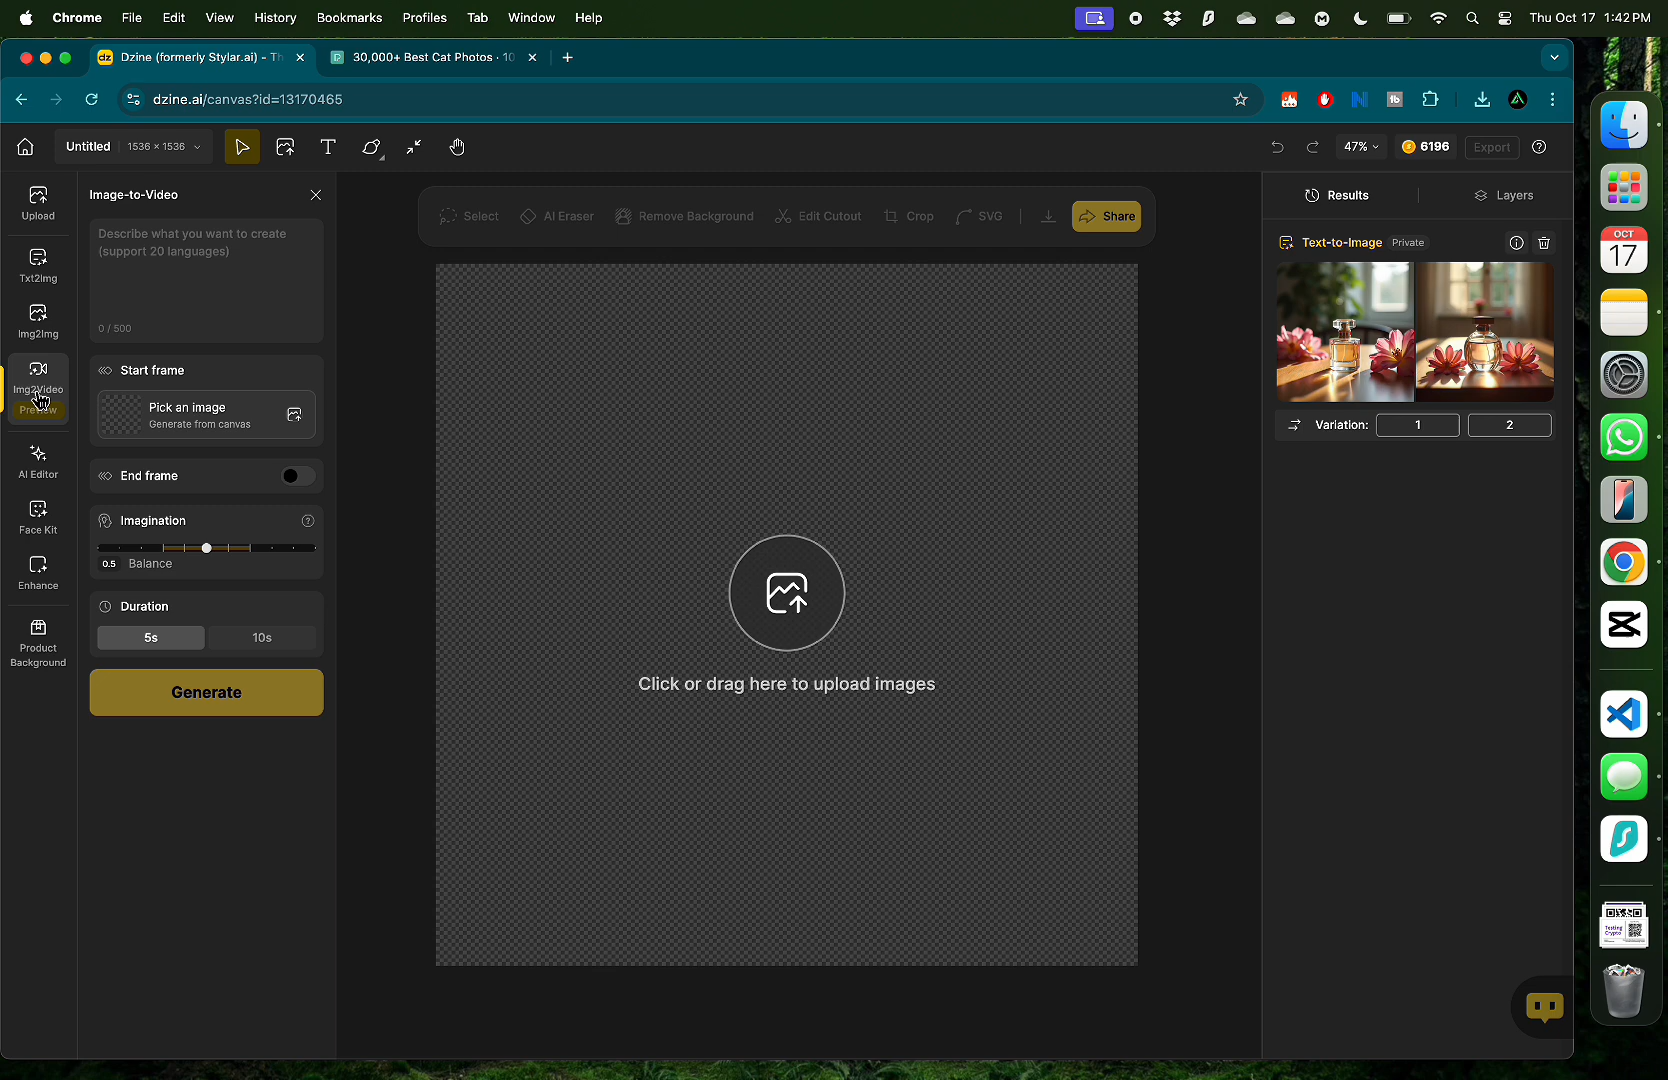 Chrome File Edit View History Bookmarks Profiles Tab Window Help
Thu Oct 17 1:42 PM
Dzine (formerly Stylar.ai) - Th
30,000+ Best Cat Photos · 10
dzine.ai/canvas?id=13170465
Untitled 1536 × 1536
47% 6196 Export
Upload
Txt2Img
Img2Img
Img2Video
Preview
AI Editor
Face Kit
Enhance
Product
Background
Image-to-Video
Describe what you want to create
(support 20 languages)
0 / 500
Start frame
Pick an image
Generate from canvas
End frame
Imagination
0.5 Balance
Duration
5s 10s
Generate
Select AI Eraser Remove Background Edit Cutout Crop SVG Share
Click or drag here to upload images
Results Layers
Text-to-Image Private
Variation: 1 2
OCT
17
Testing
Crypto